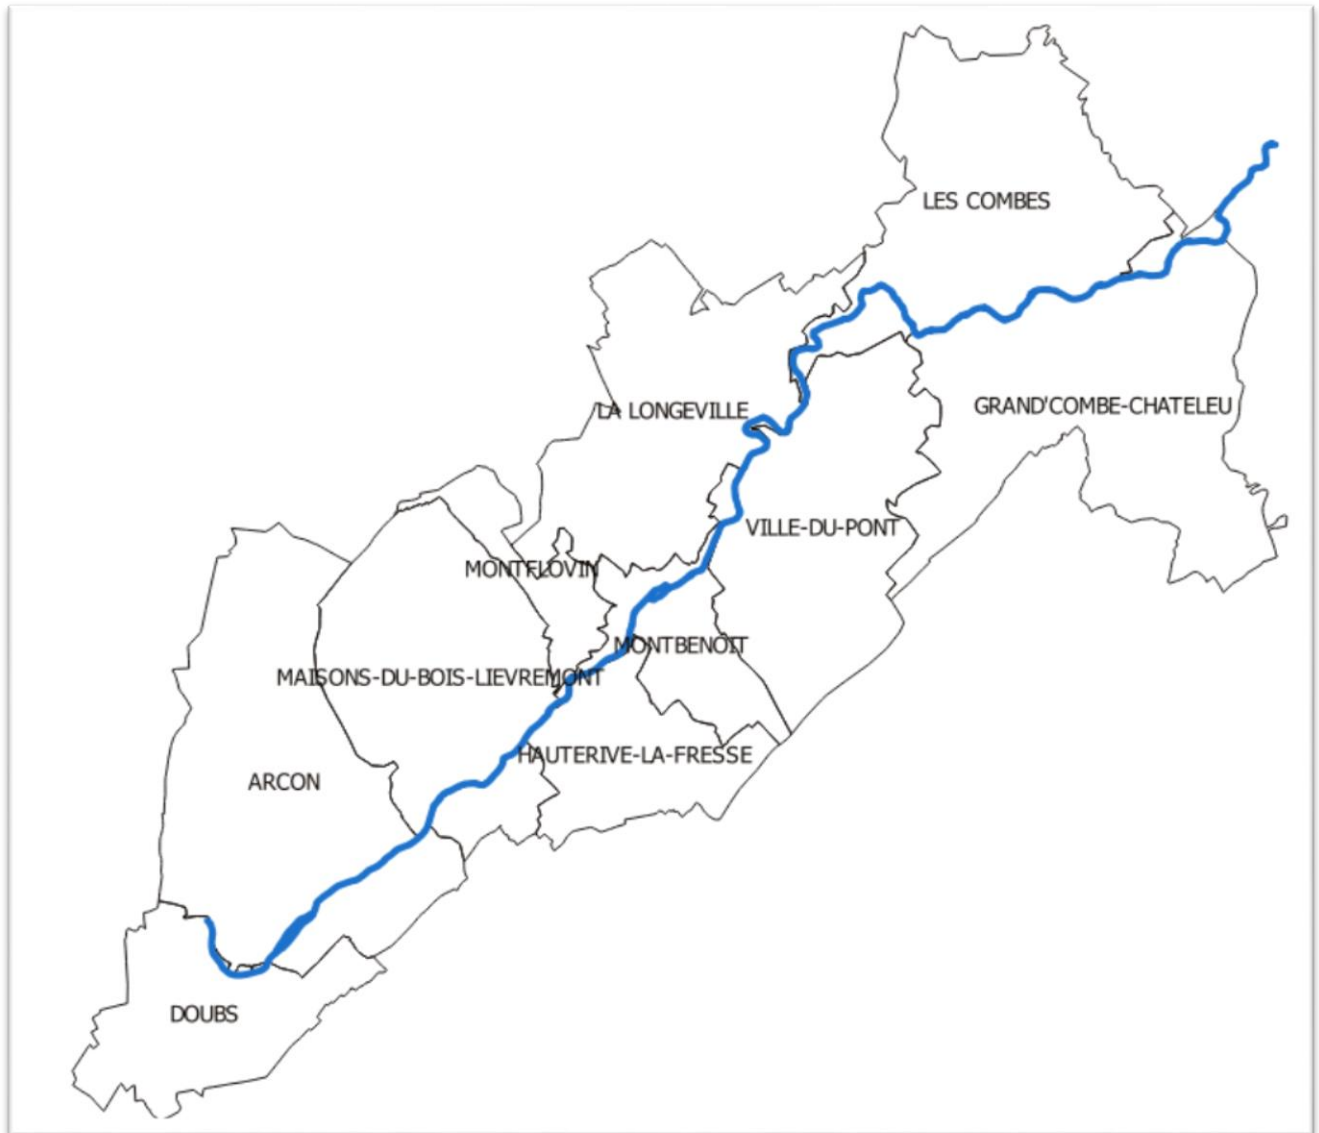 LES COMBES
GRAND'COMBE-CHATELEU
LA LONGEVILLE
VILLE-DU-PONT
MONTFLOVIN
MONTBENOIT
MAISONS-DU-BOIS-LIEVREMONT
HAUTERIVE-LA-FRESSE
ARCON
DOUBS